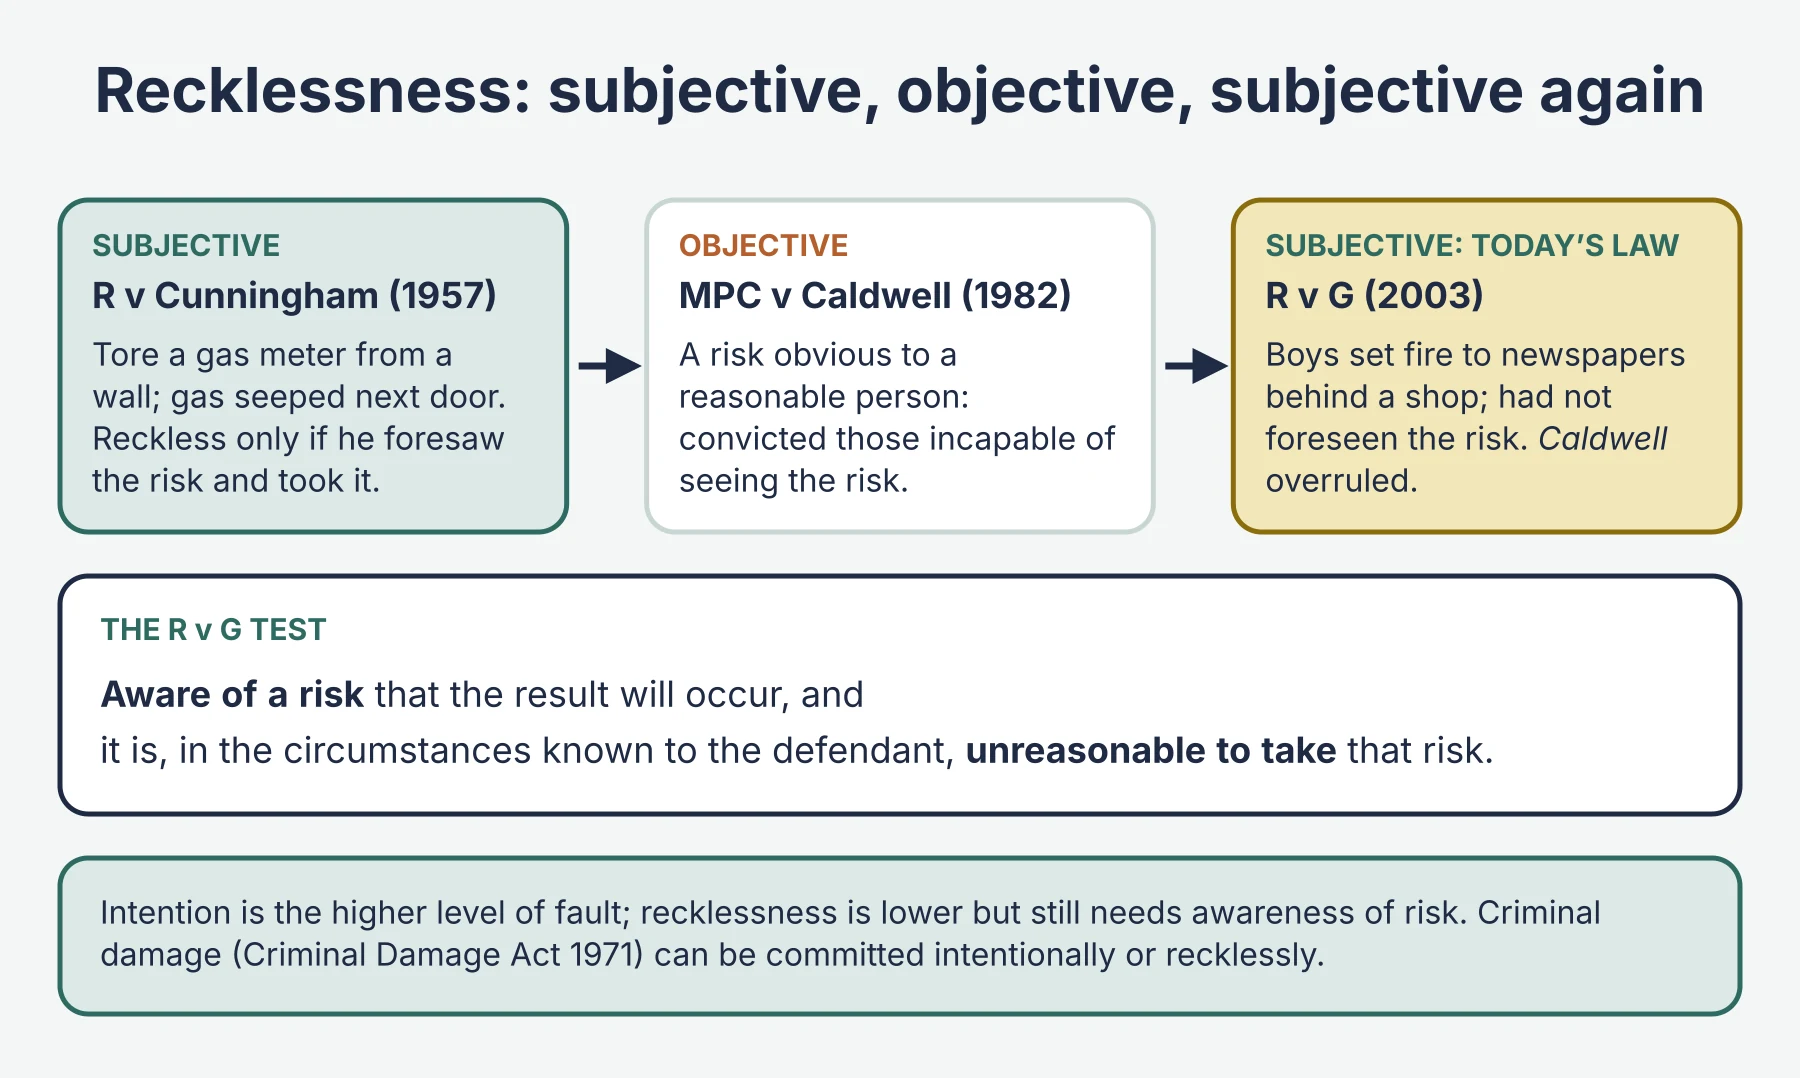 Recklessness: subjective, objective, subjective again
SUBJECTIVE
R v Cunningham (1957)
Tore a gas meter from a
wall; gas seeped next door.
Reckless only if he foresaw
the risk and took it.
OBJECTIVE
MPC v Caldwell (1982)
A risk obvious to a
reasonable person:
convicted those incapable of
seeing the risk.
SUBJECTIVE: TODAY’S LAW
R v G (2003)
Boys set fire to newspapers
behind a shop; had not
foreseen the risk. Caldwell
overruled.
THE R v G TEST
Aware of a risk that the result will occur, and
it is, in the circumstances known to the defendant, unreasonable to take that risk.
Intention is the higher level of fault; recklessness is lower but still needs awareness of risk. Criminal
damage (Criminal Damage Act 1971) can be committed intentionally or recklessly.